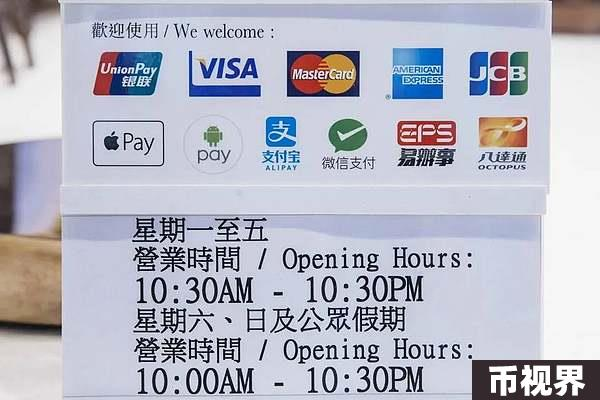 歡迎使用 / We welcome :
UnionPay 银联 VISA MasterCard AMERICAN EXPRESS JCB
Pay pay 支付宝 ALIPAY 微信支付 EPS 易辦事 八達通 OCTOPUS
星期一至五
營業時間 / Opening Hours:
10:30AM - 10:30PM
星期六、日及公眾假期
營業時間 / Opening Hours:
10:00AM - 10:30PM
币视界